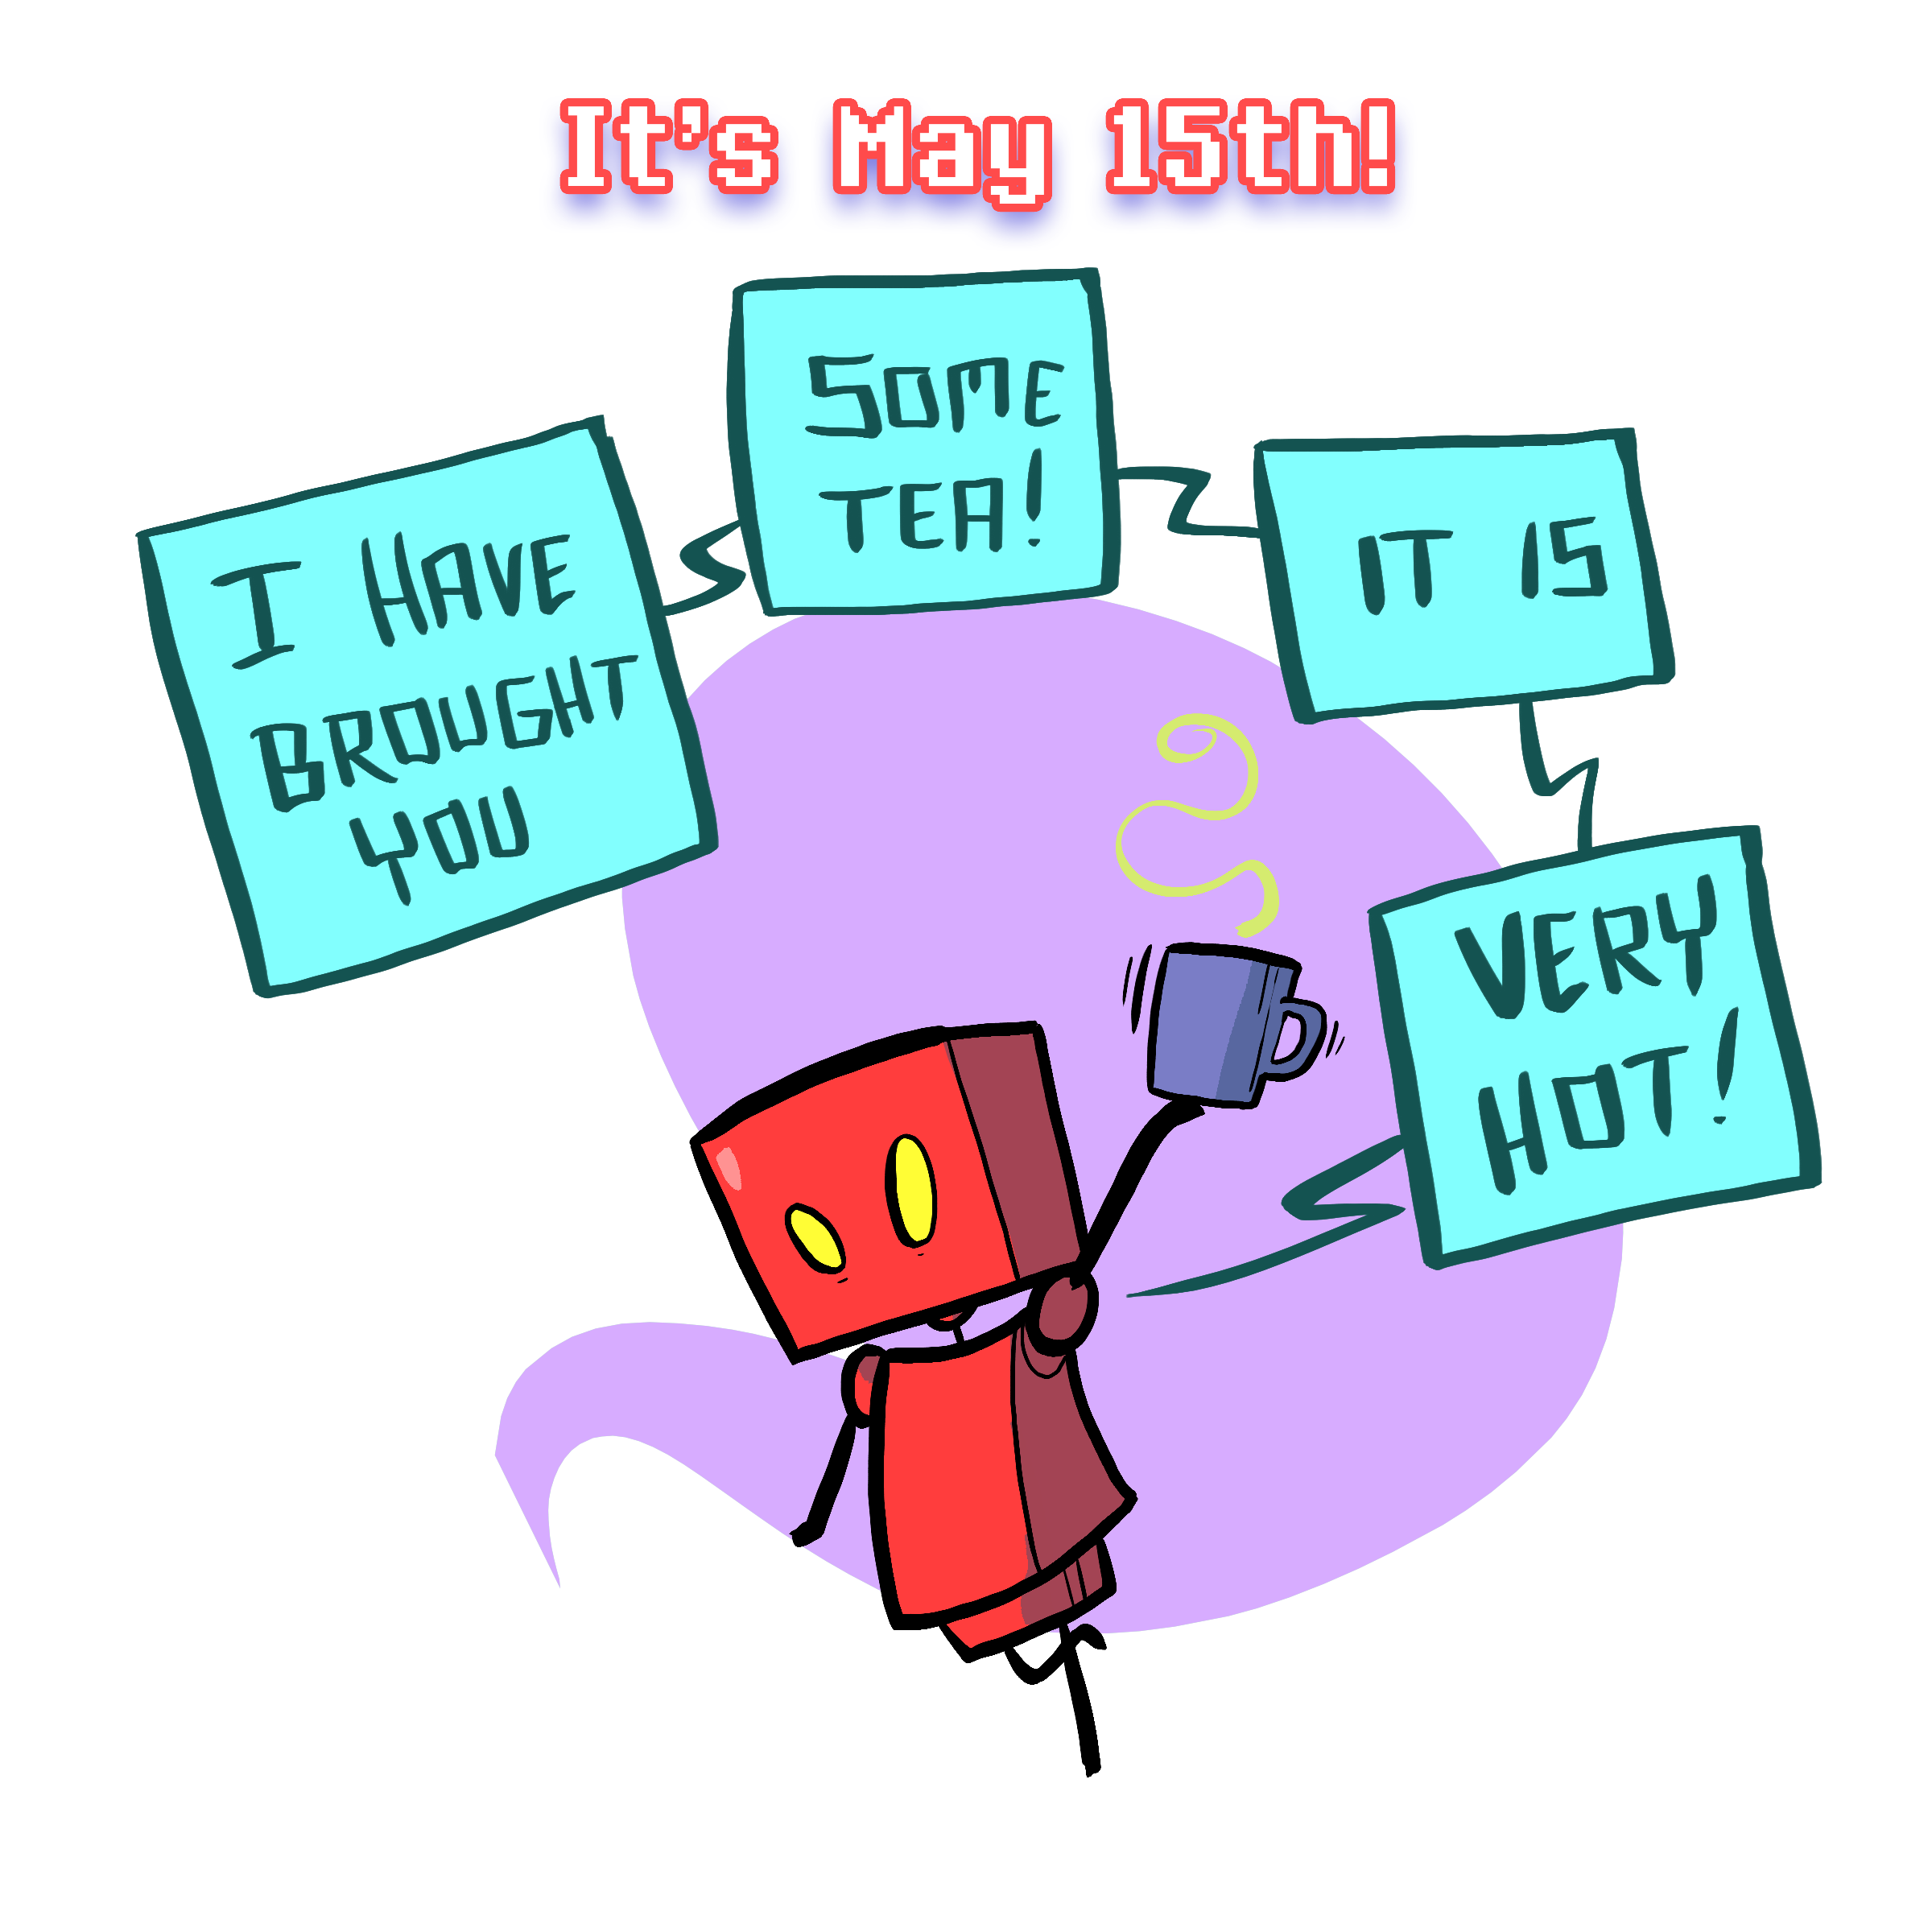 It's May 15th!
I HAVE
BROUGHT
YOU
SOME
TEA!
IT IS
VERY
HOT!